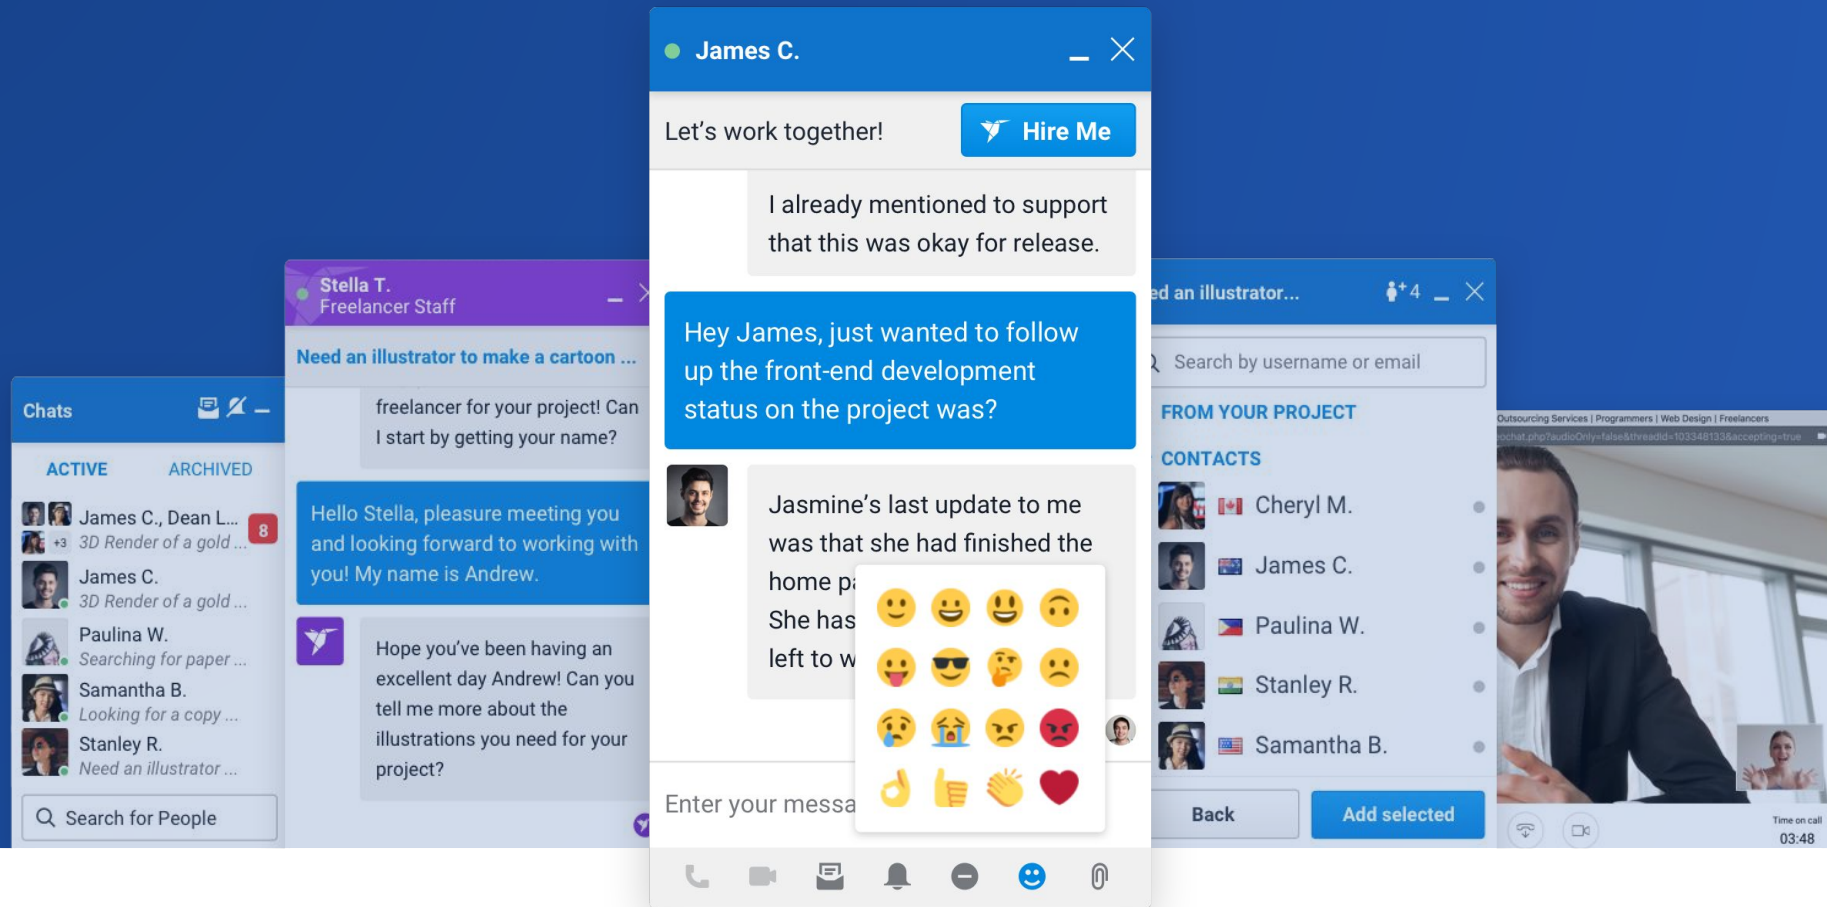 Chats
ACTIVE
ARCHIVED
James C., Dean L...
8
+3
3D Render of a gold ...
James C.
3D Render of a gold ...
Paulina W.
Searching for paper ...
Samantha B.
Looking for a copy ...
Stanley R.
Need an illustrator ...
Search for People
Stella T.
Freelancer Staff
Need an illustrator to make a cartoon ...
freelancer for your project! Can
I start by getting your name?
Hello Stella, pleasure meeting you
and looking forward to working with
you! My name is Andrew.
Hope you’ve been having an
excellent day Andrew! Can you
tell me more about the
illustrations you need for your
project?
James C.
Let’s work together!
Hire Me
I already mentioned to support
that this was okay for release.
Hey James, just wanted to follow
up the front-end development
status on the project was?
Jasmine’s last update to me
was that she had finished the
home
She has
left to
Enter your
ed an illustrator...
4
Search by username or email
FROM YOUR PROJECT
CONTACTS
Cheryl M.
James C.
Paulina W.
Stanley R.
Samantha B.
Back
Add selected
Outsourcing Services | Programmers | Web Design | Freelancers
ochat.php?audioOnly=false&threadId=103346133&accepting=true
Time on call
03:48